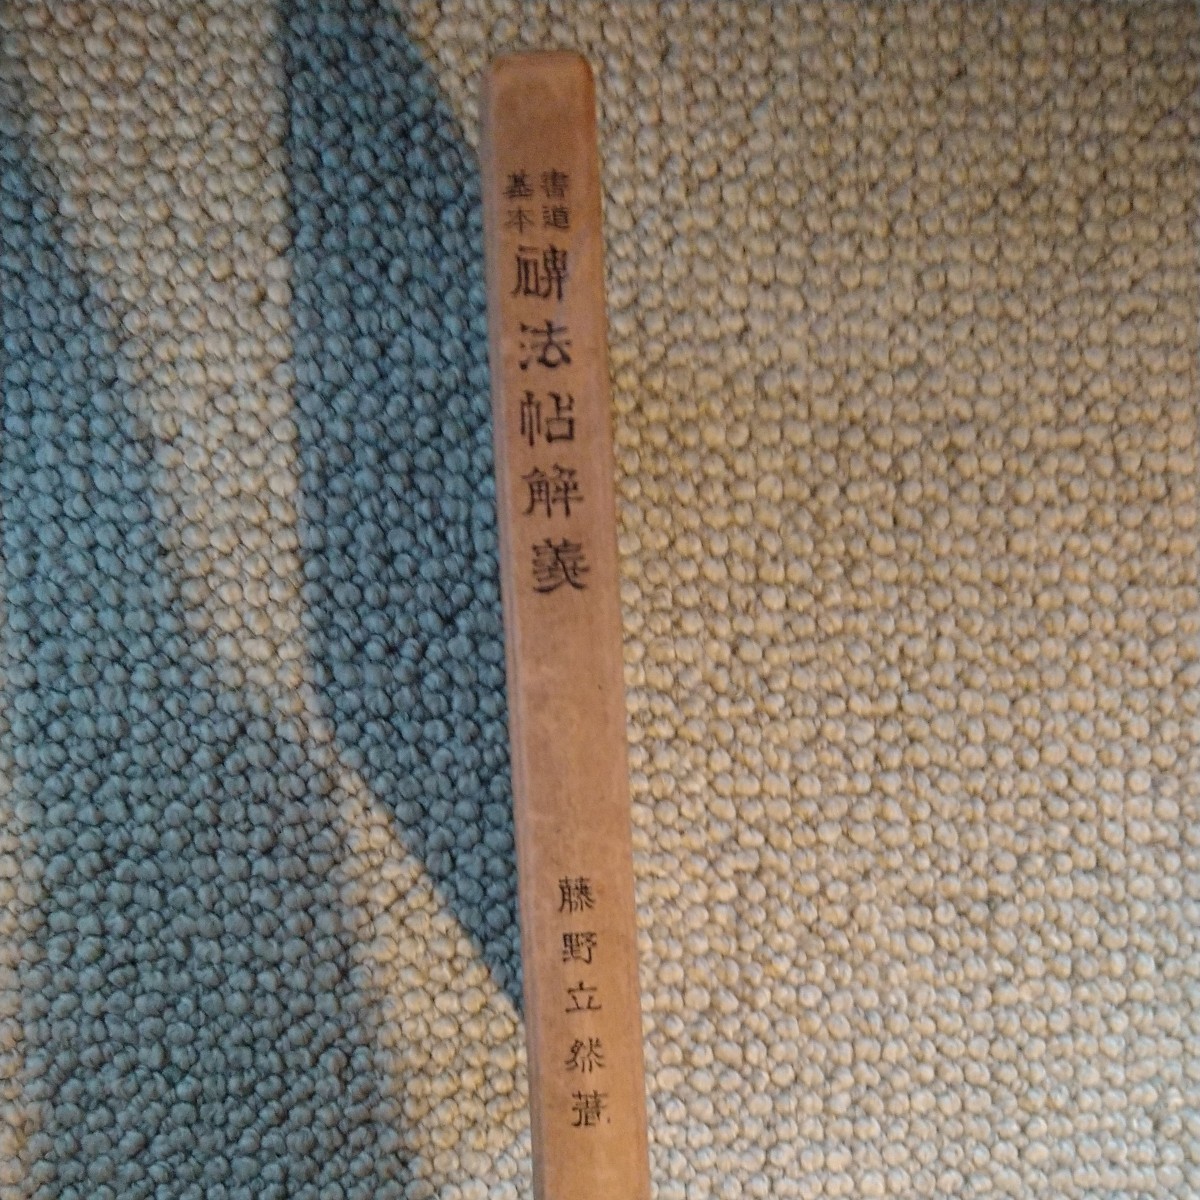 書道
基本
碑法帖解義
藤野立然著